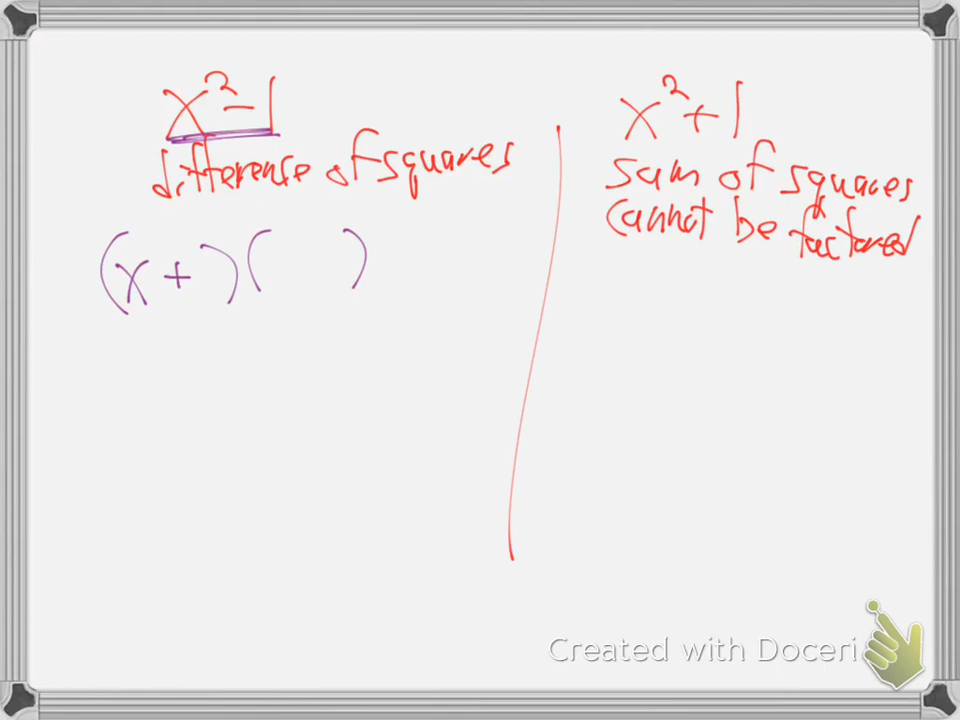 x² - 1
difference of squares
(x + )( )
x² + 1
sum of squares
cannot be factored
Created with Doceri